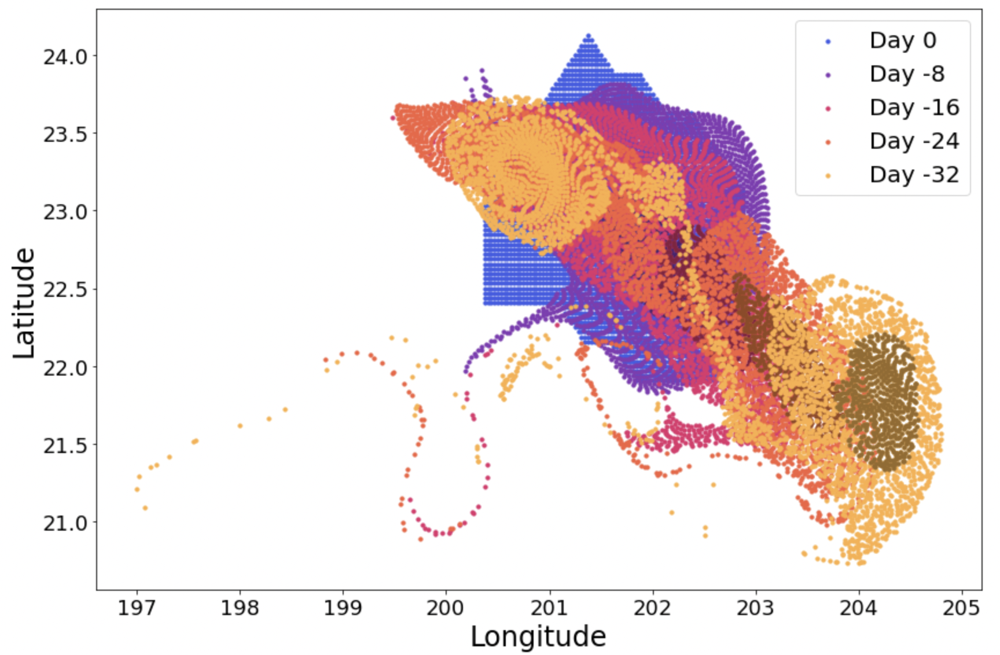 24.0
23.5
23.0
22.5
22.0
21.5
21.0
Latitude
Day 0
Day -8
Day -16
Day -24
Day -32
197 198 199 200 201 202 203 204 205
Longitude